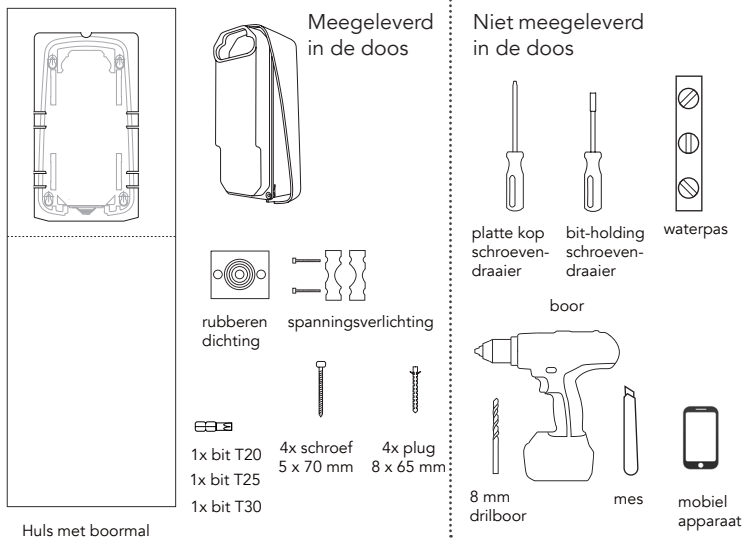 Meegeleverd
in de doos
Niet meegeleverd
in de doos
platte kop
schroeven-
draaier
bit-holding
schroeven-
draaier
waterpas
rubberen
dichting
spanningsverlichting
boor
1x bit T20
1x bit T25
1x bit T30
4x schroef
5 x 70 mm
4x plug
8 x 65 mm
8 mm
drilboor
mes
mobiel
apparaat
Huls met boormal